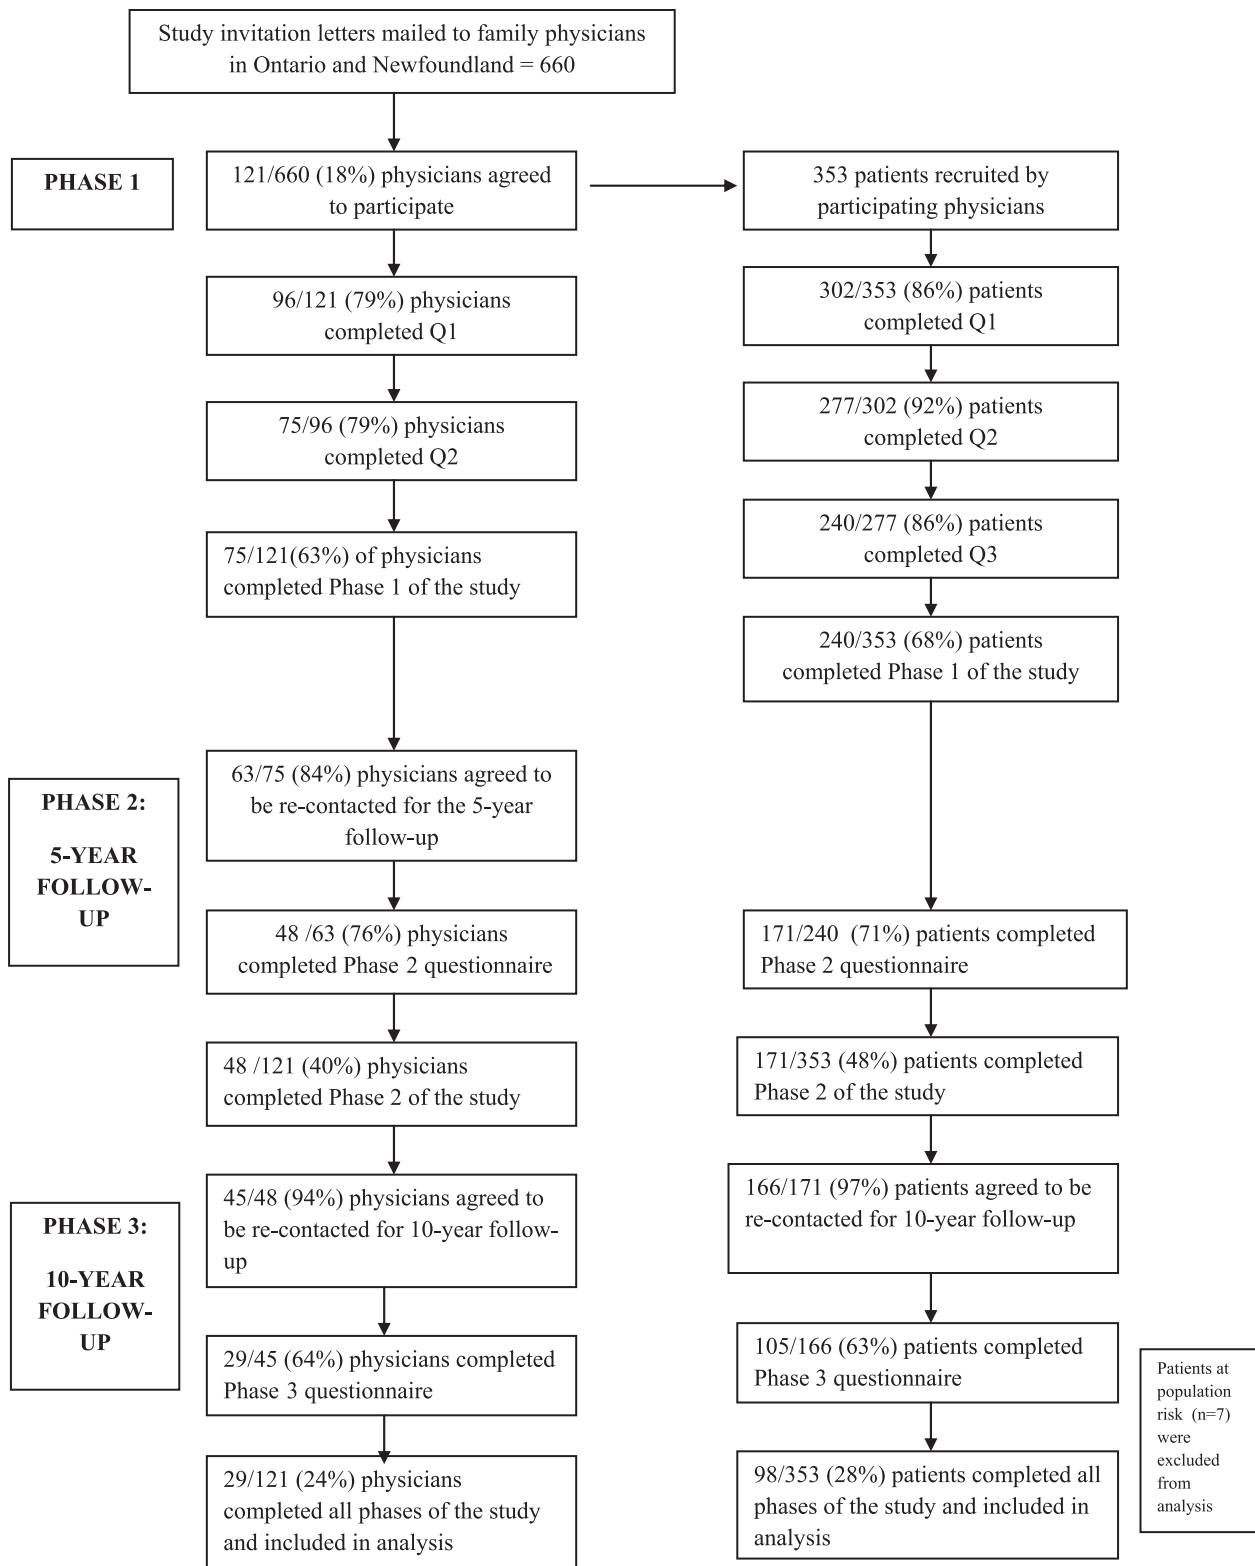 Study invitation letters mailed to family physicians
in Ontario and Newfoundland = 660
PHASE 1
121/660 (18%) physicians agreed
to participate
353 patients recruited by
participating physicians
96/121 (79%) physicians
completed Q1
302/353 (86%) patients
completed Q1
75/96 (79%) physicians
completed Q2
277/302 (92%) patients
completed Q2
75/121(63%) of physicians
completed Phase 1 of the study
240/277 (86%) patients
completed Q3
240/353 (68%) patients
completed Phase 1 of the study
PHASE 2:
5-YEAR
FOLLOW-
UP
63/75 (84%) physicians agreed to
be re-contacted for the 5-year
follow-up
48 /63 (76%) physicians
completed Phase 2 questionnaire
171/240 (71%) patients completed
Phase 2 questionnaire
48 /121 (40%) physicians
completed Phase 2 of the study
171/353 (48%) patients completed
Phase 2 of the study
PHASE 3:
10-YEAR
FOLLOW-
UP
45/48 (94%) physicians agreed to
be re-contacted for 10-year follow-
up
166/171 (97%) patients agreed to be
re-contacted for 10-year follow-up
29/45 (64%) physicians completed
Phase 3 questionnaire
105/166 (63%) patients completed
Phase 3 questionnaire
Patients at
population
risk (n=7)
were
excluded
from
analysis
29/121 (24%) physicians
completed all phases of the study
and included in analysis
98/353 (28%) patients completed all
phases of the study and included in
analysis